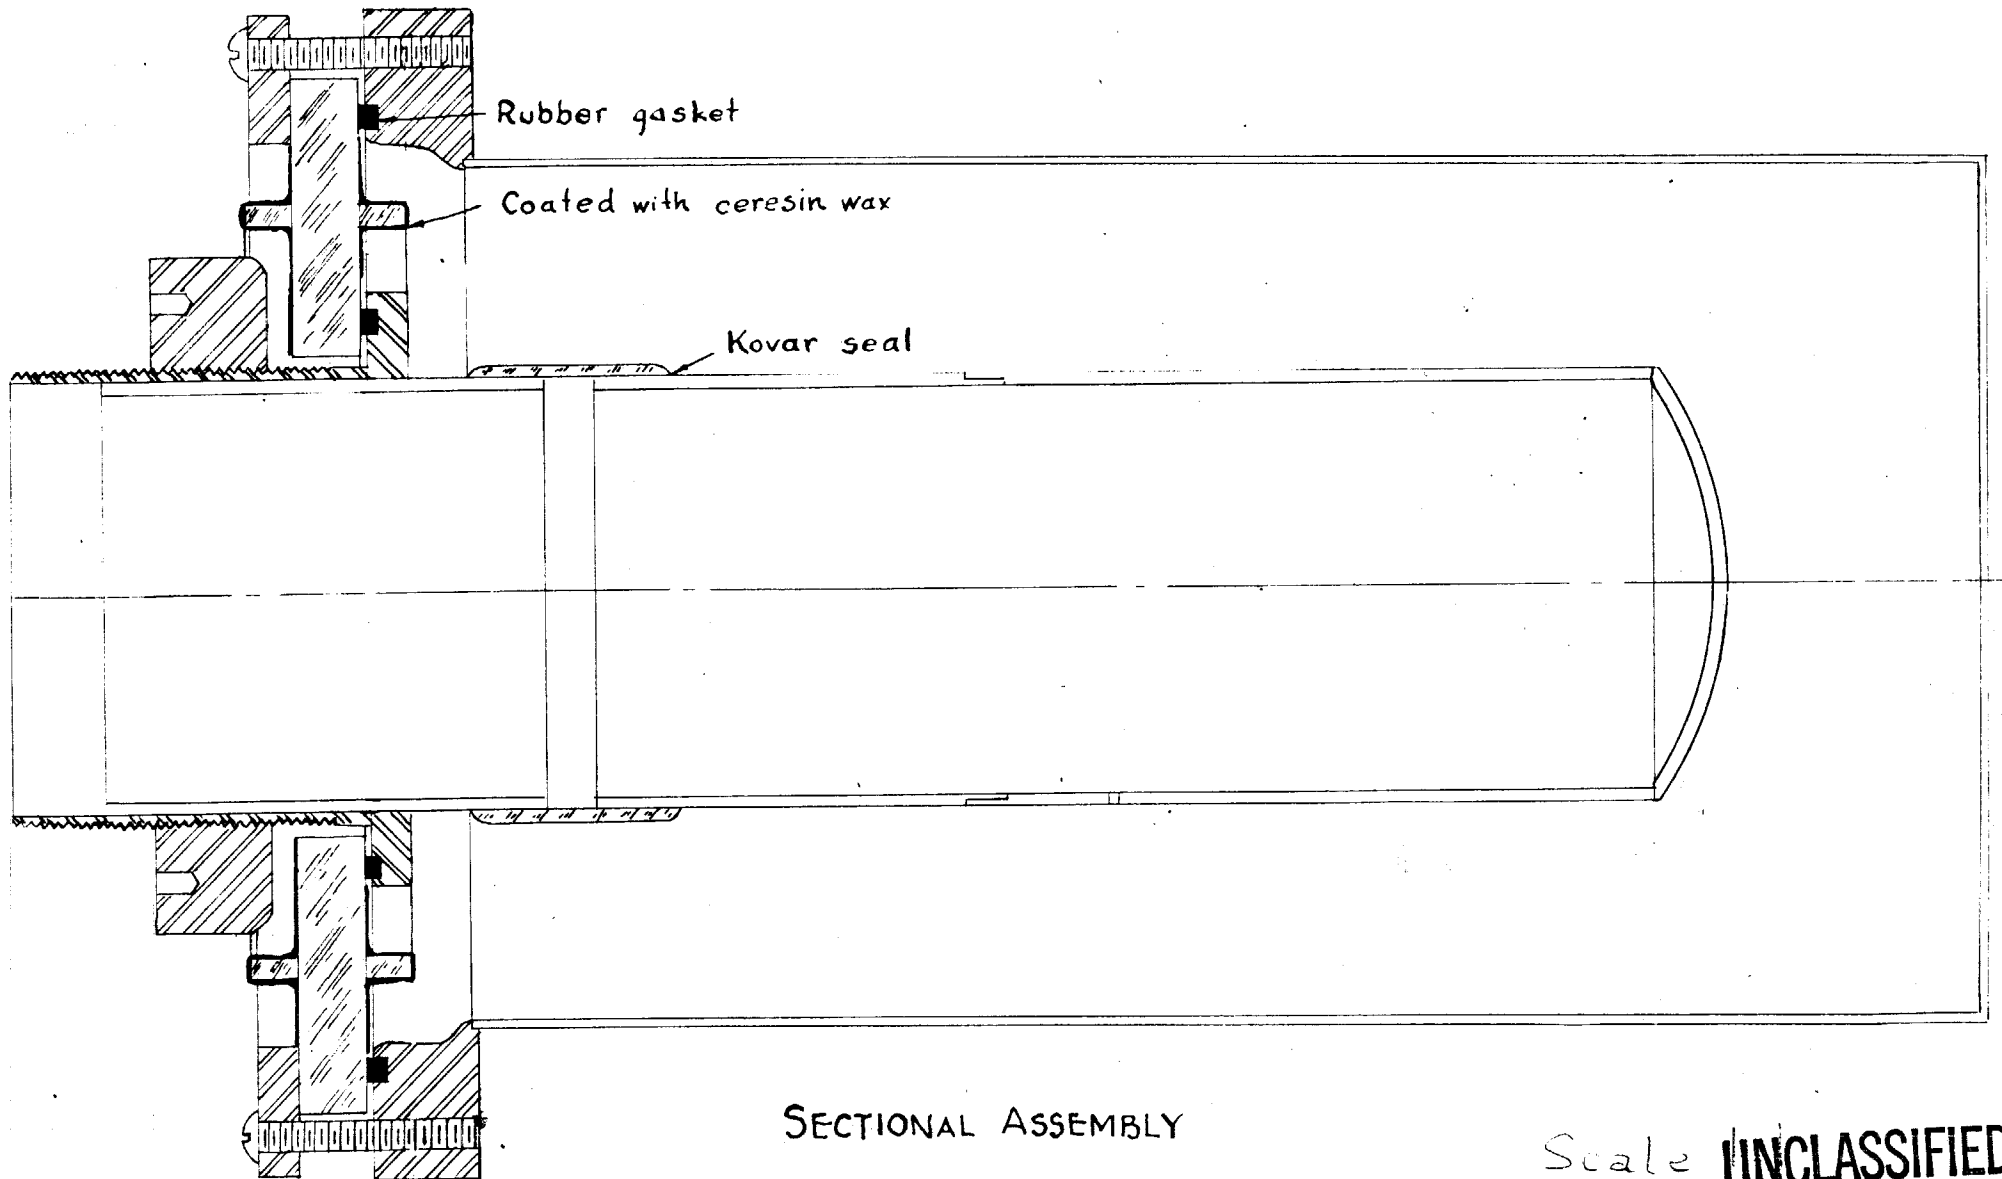 Rubber gasket
Coated with ceresin wax
Kovar seal
SECTIONAL ASSEMBLY
Scale UNCLASSIFIED